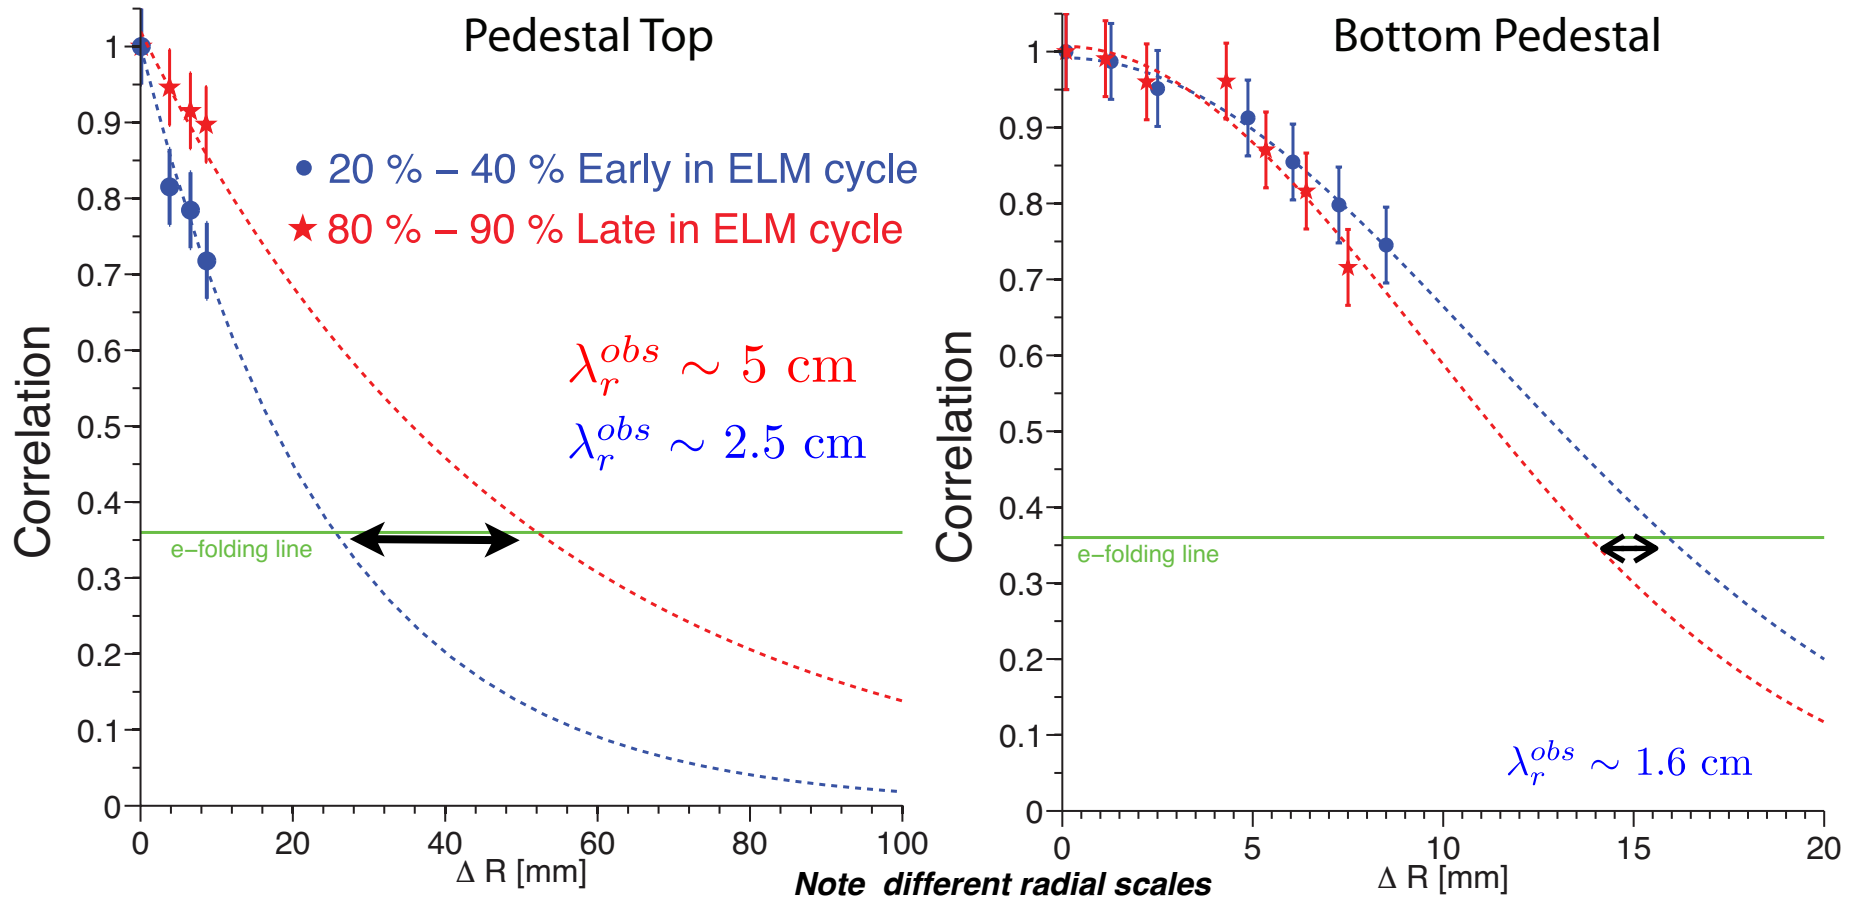 Pedestal Top
Correlation
1
0.9
0.8
0.7
0.6
0.5
0.4
0.3
0.2
0.1
0
20 % – 40 % Early in ELM cycle
80 % – 90 % Late in ELM cycle
λ_r^{obs} ∼ 5 cm
λ_r^{obs} ∼ 2.5 cm
e−folding line
0 20 40 60 80 100
Δ R [mm]
Bottom Pedestal
Correlation
1
0.9
0.8
0.7
0.6
0.5
0.4
0.3
0.2
0.1
0
e−folding line
λ_r^{obs} ∼ 1.6 cm
0 5 10 15 20
Δ R [mm]
Note different radial scales